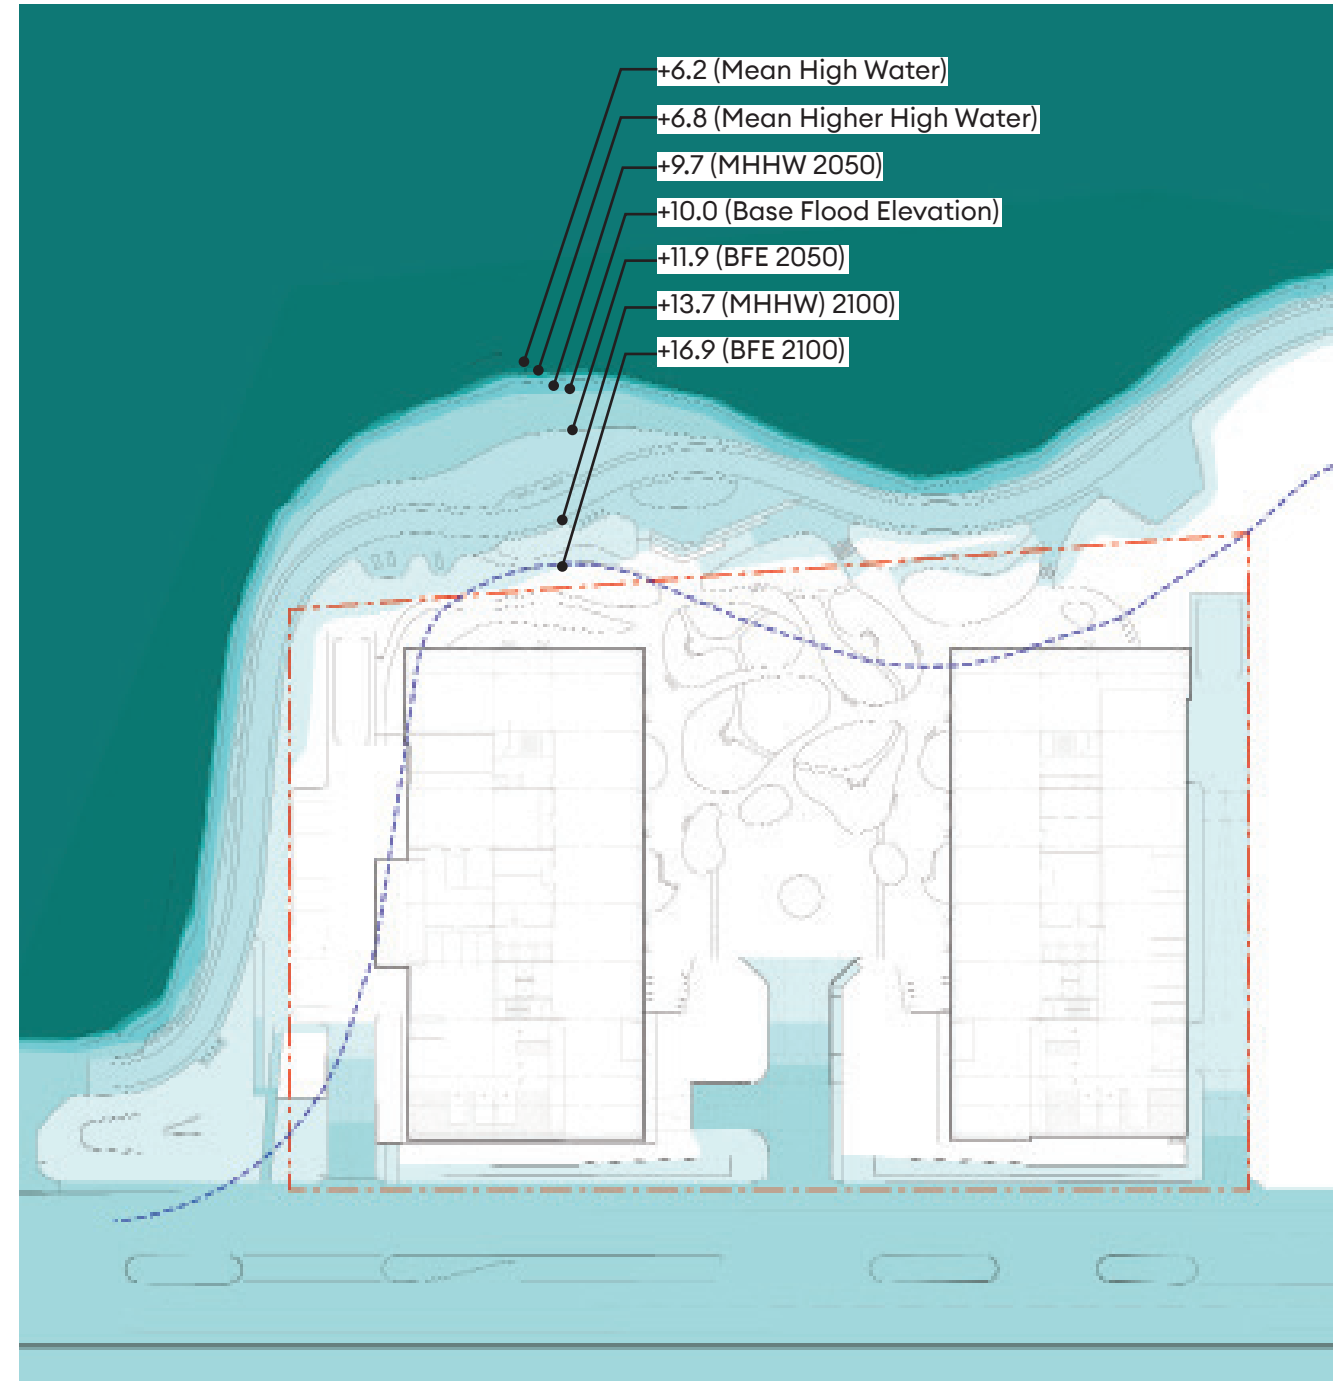 +6.2 (Mean High Water)
+6.8 (Mean Higher High Water)
+9.7 (MHHW 2050)
+10.0 (Base Flood Elevation)
+11.9 (BFE 2050)
+13.7 (MHHW) 2100)
+16.9 (BFE 2100)